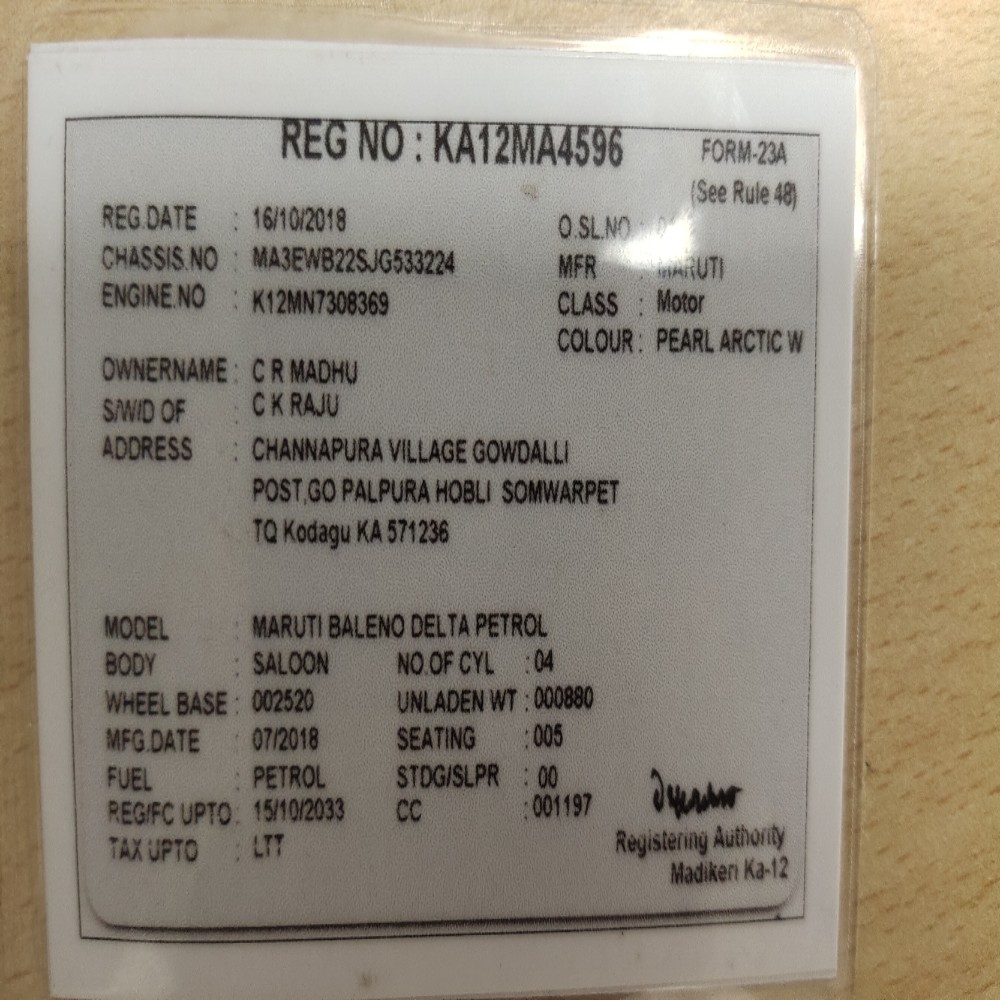 REG NO : KA12MA4596
FORM-23A
(See Rule 48)
REG.DATE : 16/10/2018
O.SL.NO :
CHASSIS.NO : MA3EWB22SJG533224
MFR : MARUTI
ENGINE.NO : K12MN7308369
CLASS : Motor
COLOUR : PEARL ARCTIC W
OWNERNAME : C R MADHU
S/W/D OF : C K RAJU
ADDRESS : CHANNAPURA VILLAGE GOWDALLI
POST,GO PALPURA HOBLI SOMWARPET
TQ Kodagu KA 571236
MODEL : MARUTI BALENO DELTA PETROL
BODY : SALOON NO.OF CYL : 04
WHEEL BASE : 002520 UNLADEN WT : 000880
MFG.DATE : 07/2018 SEATING : 005
FUEL : PETROL STDG/SLPR : 00
REG/FC UPTO : 15/10/2033 CC : 001197
TAX UPTO : LTT
Registering Authority
Madikeri Ka-12